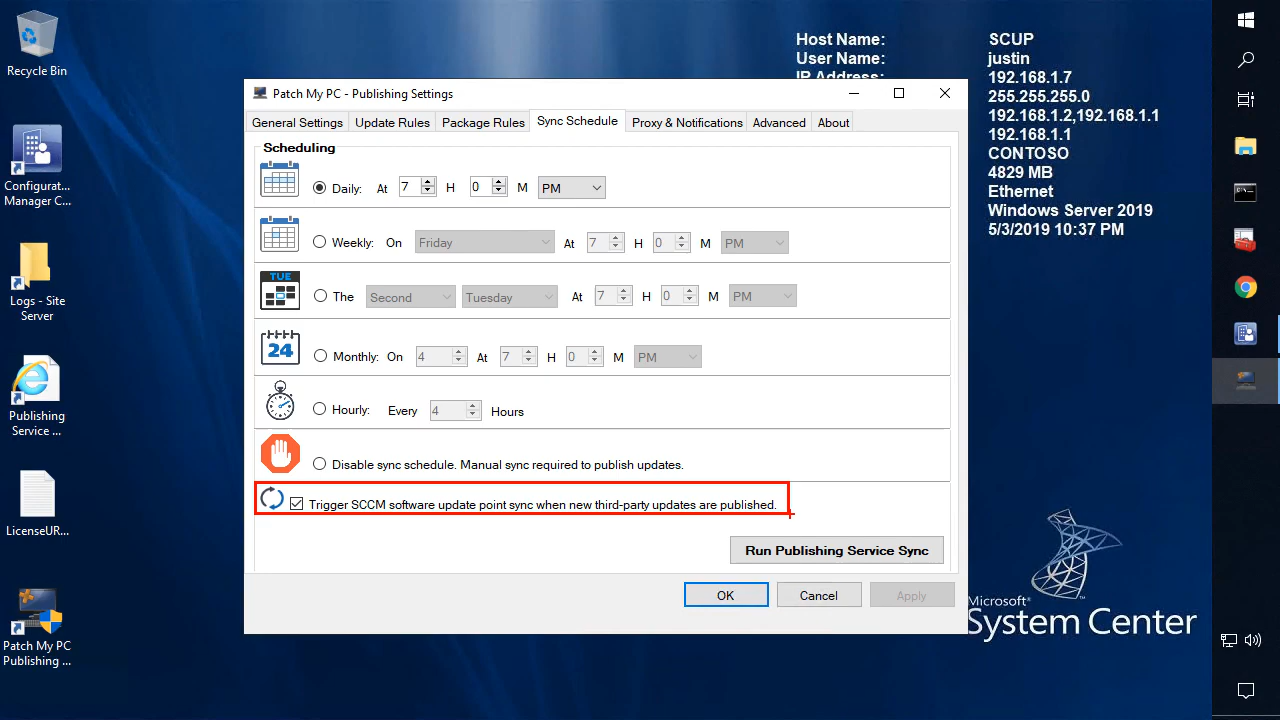 Recycle Bin
Configurat...
Manager C...
Logs - Site
Server
Publishing
Service ...
LicenseUR...
Patch My PC
Publishing ...
Host Name: SCUP
User Name: justin
IP Address: 192.168.1.7
255.255.255.0
192.168.1.2,192.168.1.1
192.168.1.1
CONTOSO
4829 MB
Ethernet
Windows Server 2019
5/3/2019 10:37 PM
Patch My PC - Publishing Settings
General Settings Update Rules Package Rules Sync Schedule Proxy & Notifications Advanced About
Scheduling
Daily: At 7 H 0 M PM
Weekly: On Friday At 7 H 0 M PM
TUE
The Second Tuesday At 7 H 0 M PM
24
Monthly: On 4 At 7 H 0 M PM
Hourly: Every 4 Hours
Disable sync schedule. Manual sync required to publish updates.
Trigger SCCM software update point sync when new third-party updates are published.
Run Publishing Service Sync
OK Cancel Apply
Microsoft
System Center